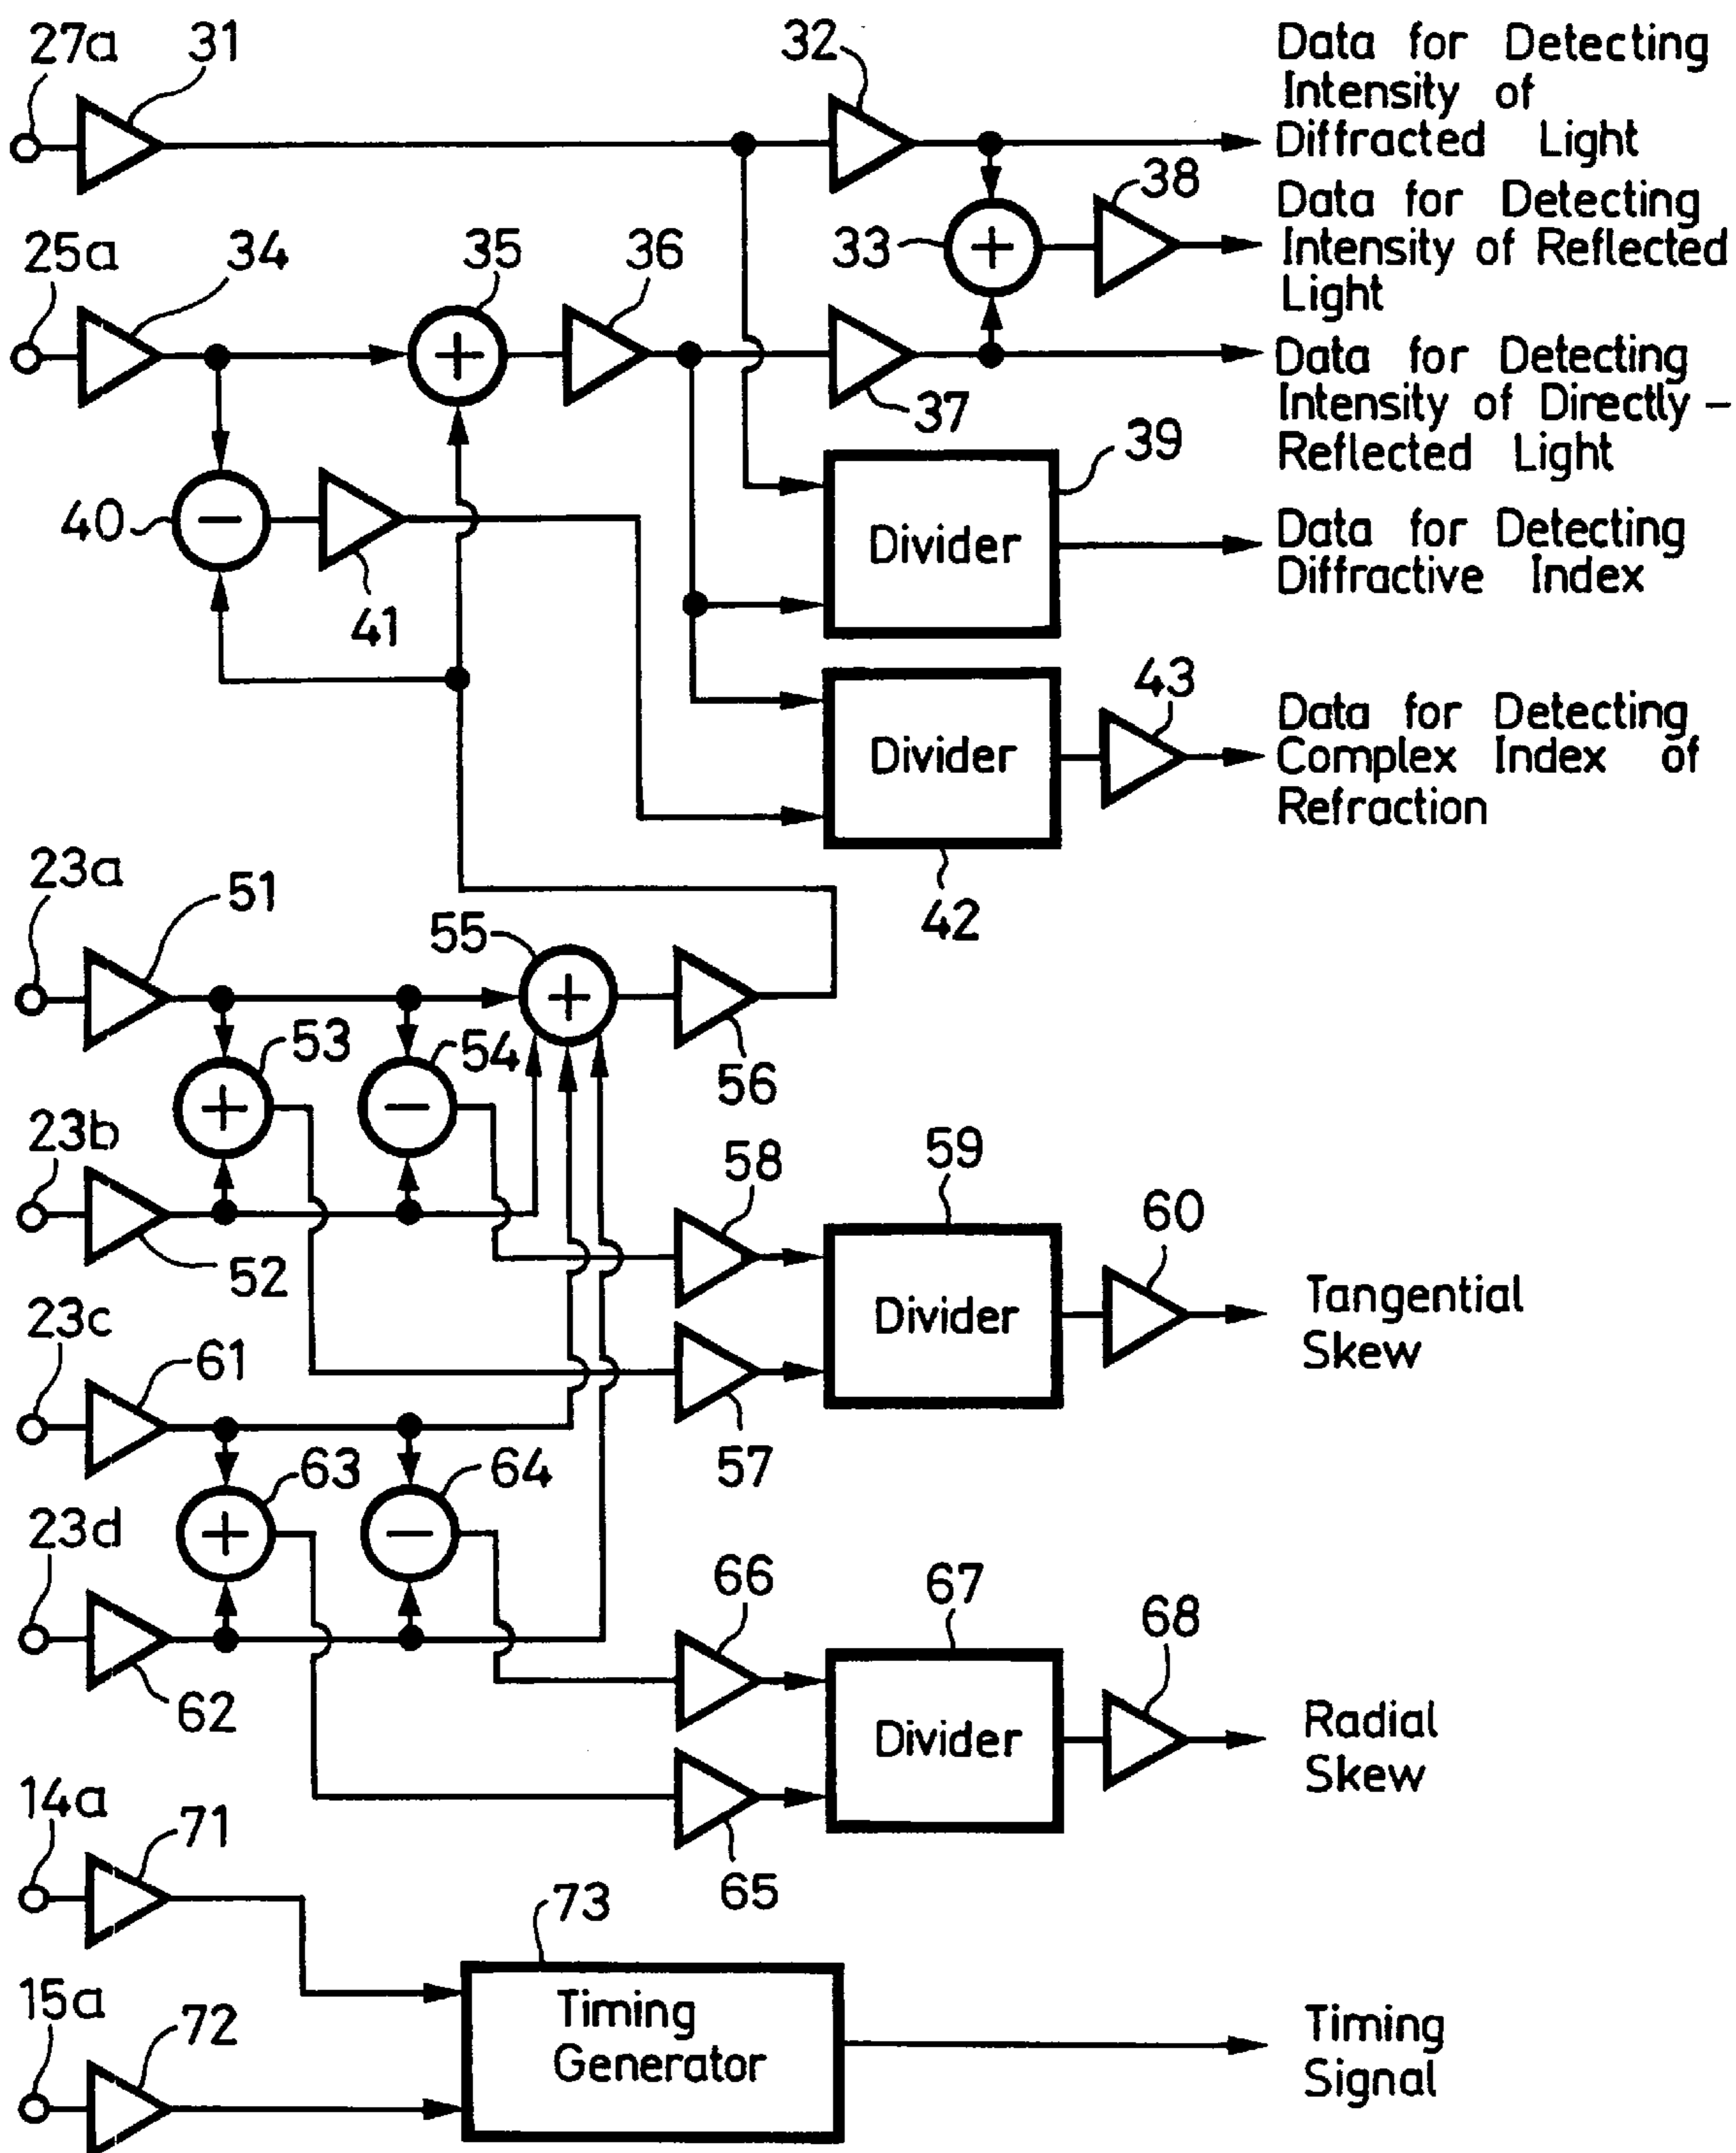 27a
31
32
Data for Detecting
Intensity of
Diffracted Light
38
Data for Detecting
Intensity of Reflected
Light
25a
34
35
36
33
+
+
Data for Detecting
Intensity of Directly-
Reflected Light
37
39
40
−
41
Divider
Data for Detecting
Diffractive Index
43
Divider
Data for Detecting
Complex Index of
Refraction
42
23a
51
55
+
56
53
54
+
−
23b
52
58
59
60
Divider
Tangential
Skew
57
23c
61
63
64
+
−
23d
62
66
67
68
Divider
Radial
Skew
65
14a
71
73
15a
72
Timing
Generator
Timing
Signal